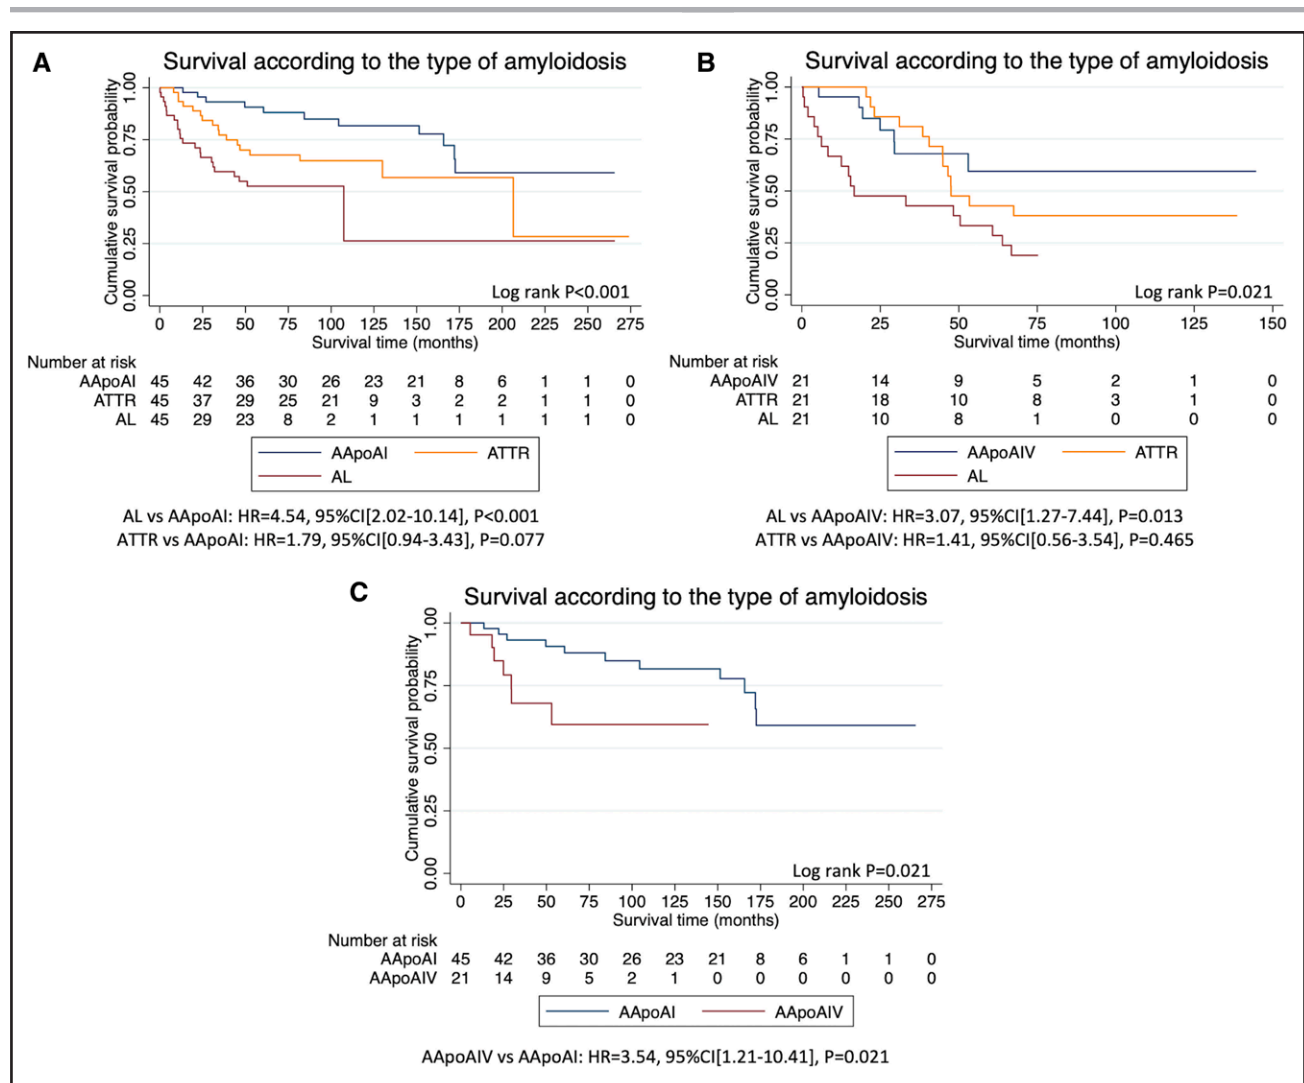 A
Survival according to the type of amyloidosis
Cumulative survival probability
1.00
0.75
0.50
0.25
0.00
Log rank P<0.001
0 25 50 75 100 125 150 175 200 225 250 275
Survival time (months)
Number at risk
AApoAI 45 42 36 30 26 23 21 8 6 1 1 0
ATTR 45 37 29 25 21 9 3 2 2 1 1 0
AL 45 29 23 8 2 1 1 1 1 1 1 0
AApoAI ATTR
AL
AL vs AApoAI: HR=4.54, 95%CI[2.02-10.14], P<0.001
ATTR vs AApoAI: HR=1.79, 95%CI[0.94-3.43], P=0.077
B
Survival according to the type of amyloidosis
Cumulative survival probability
1.00
0.75
0.50
0.25
0.00
Log rank P=0.021
0 25 50 75 100 125 150
Survival time (months)
Number at risk
AApoAIV 21 14 9 5 2 1 0
ATTR 21 18 10 8 3 1 0
AL 21 10 8 1 0 0 0
AApoAIV ATTR
AL
AL vs AApoAIV: HR=3.07, 95%CI[1.27-7.44], P=0.013
ATTR vs AApoAIV: HR=1.41, 95%CI[0.56-3.54], P=0.465
C
Survival according to the type of amyloidosis
Cumulative survival probability
1.00
0.75
0.50
0.25
0.00
Log rank P=0.021
0 25 50 75 100 125 150 175 200 225 250 275
Survival time (months)
Number at risk
AApoAI 45 42 36 30 26 23 21 8 6 1 1 0
AApoAIV 21 14 9 5 2 1 0 0 0 0 0 0
AApoAI AApoAIV
AApoAIV vs AApoAI: HR=3.54, 95%CI[1.21-10.41], P=0.021